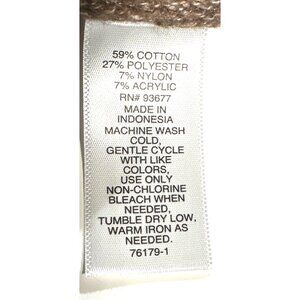 59% COTTON
27% POLYESTER
7% NYLON
7% ACRYLIC
RN# 93677
MADE IN
INDONESIA
MACHINE WASH
COLD,
GENTLE CYCLE
WITH LIKE
COLORS,
USE ONLY
NON-CHLORINE
BLEACH WHEN
NEEDED,
TUMBLE DRY LOW.
WARM IRON AS
NEEDED.
76179-1